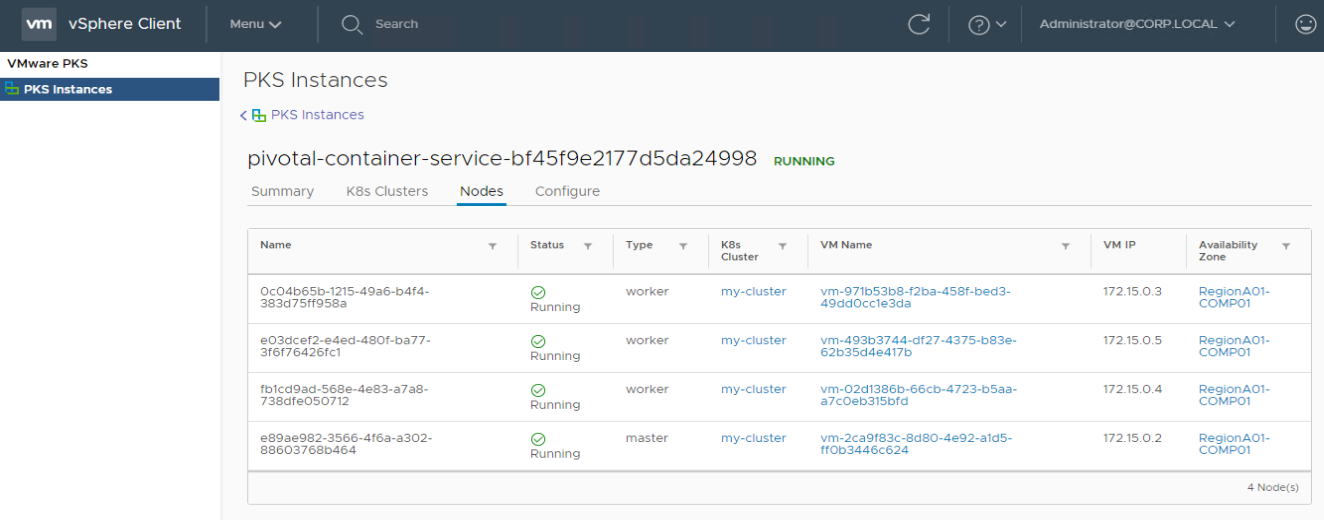 vm vSphere Client Menu Search Administrator@CORP.LOCAL
VMware PKS
PKS Instances
PKS Instances
PKS Instances
pivotal-container-service-bf45f9e2177d5da24998 RUNNING
Summary K8s Clusters Nodes Configure
Name Status Type K8s Cluster VM Name VM IP Availability Zone
0c04b65b-1215-49a6-b4f4- worker my-cluster vm-971b53b8-f2ba-458f-bed3- 172.15.0.3 RegionA01-
383d75ff958a Running 49dd0cc1e3da COMP01
e03dcef2-e4ed-480f-ba77- worker my-cluster vm-493b3744-df27-4375-b83e- 172.15.0.5 RegionA01-
3f6f76426fc1 Running 62b35d4e417b COMP01
fb1cd9ad-568e-4e83-a7a8- worker my-cluster vm-02d1386b-66cb-4723-b5aa- 172.15.0.4 RegionA01-
738dfe050712 Running a7c0eb315bfd COMP01
e89ae982-3566-4f6a-a302- master my-cluster vm-2ca9f83c-8d80-4e92-a1d5- 172.15.0.2 RegionA01-
88603768b464 Running ff0b3446c624 COMP01
4 Node(s)